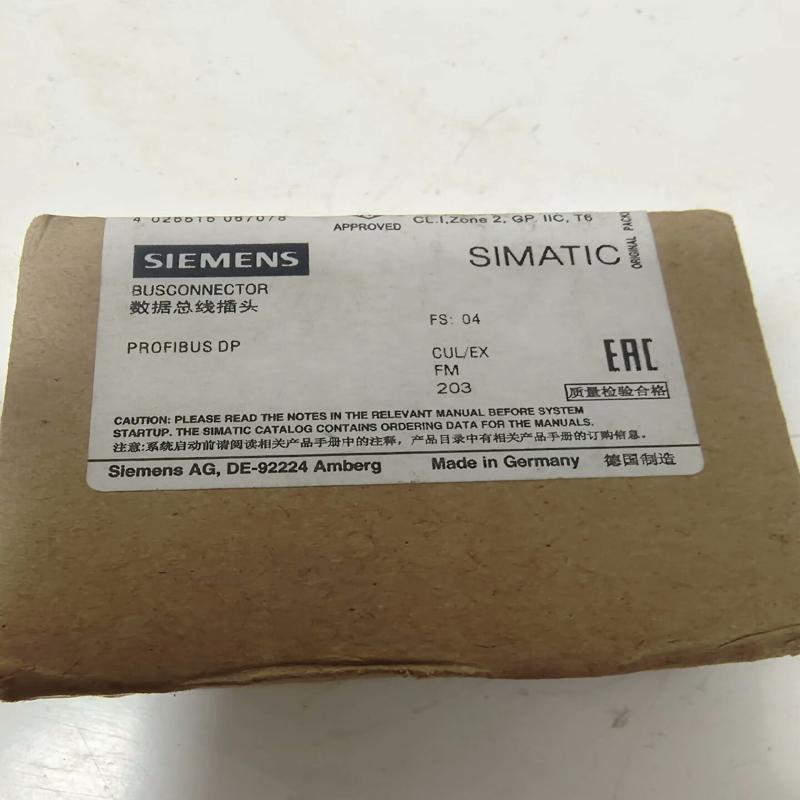 4 025515 067078
APPROVED
CL.I,Zone 2, GP. IIC, T6
ORIGINAL PACK
SIEMENS
SIMATIC
BUSCONNECTOR
数据总线插头
FS: 04
PROFIBUS DP
CUL/EX
FM
203
EAC
质量检验合格
CAUTION: PLEASE READ THE NOTES IN THE RELEVANT MANUAL BEFORE SYSTEM
STARTUP. THE SIMATIC CATALOG CONTAINS ORDERING DATA FOR THE MANUALS.
注意:系统启动前请阅读相关产品手册中的注释，产品目录中有相关产品手册的订购信息。
Siemens AG, DE-92224 Amberg
Made in Germany 德国制造